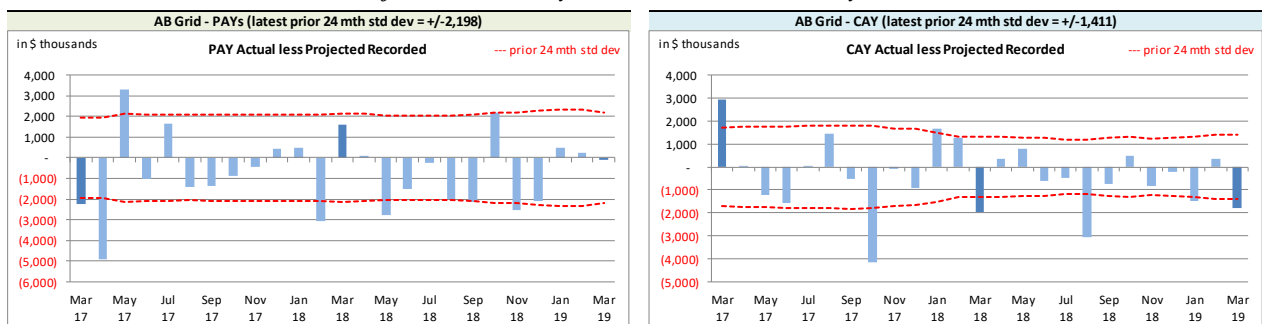 AB Grid - PAYs (latest prior 24 mth std dev = +/-2,198)
in $ thousands
PAY Actual less Projected Recorded
--- prior 24 mth std dev
4,000
3,000
2,000
1,000
-
(1,000)
(2,000)
(3,000)
(4,000)
(5,000)
(6,000)
Mar May Jul Sep Nov Jan Mar May Jul Sep Nov Jan Mar
17 17 17 17 17 18 18 18 18 18 18 19 19
AB Grid - CAY (latest prior 24 mth std dev = +/-1,411)
in $ thousands
CAY Actual less Projected Recorded
--- prior 24 mth std dev
4,000
3,000
2,000
1,000
-
(1,000)
(2,000)
(3,000)
(4,000)
(5,000)
Mar May Jul Sep Nov Jan Mar May Jul Sep Nov Jan Mar
17 17 17 17 17 18 18 18 18 18 18 19 19